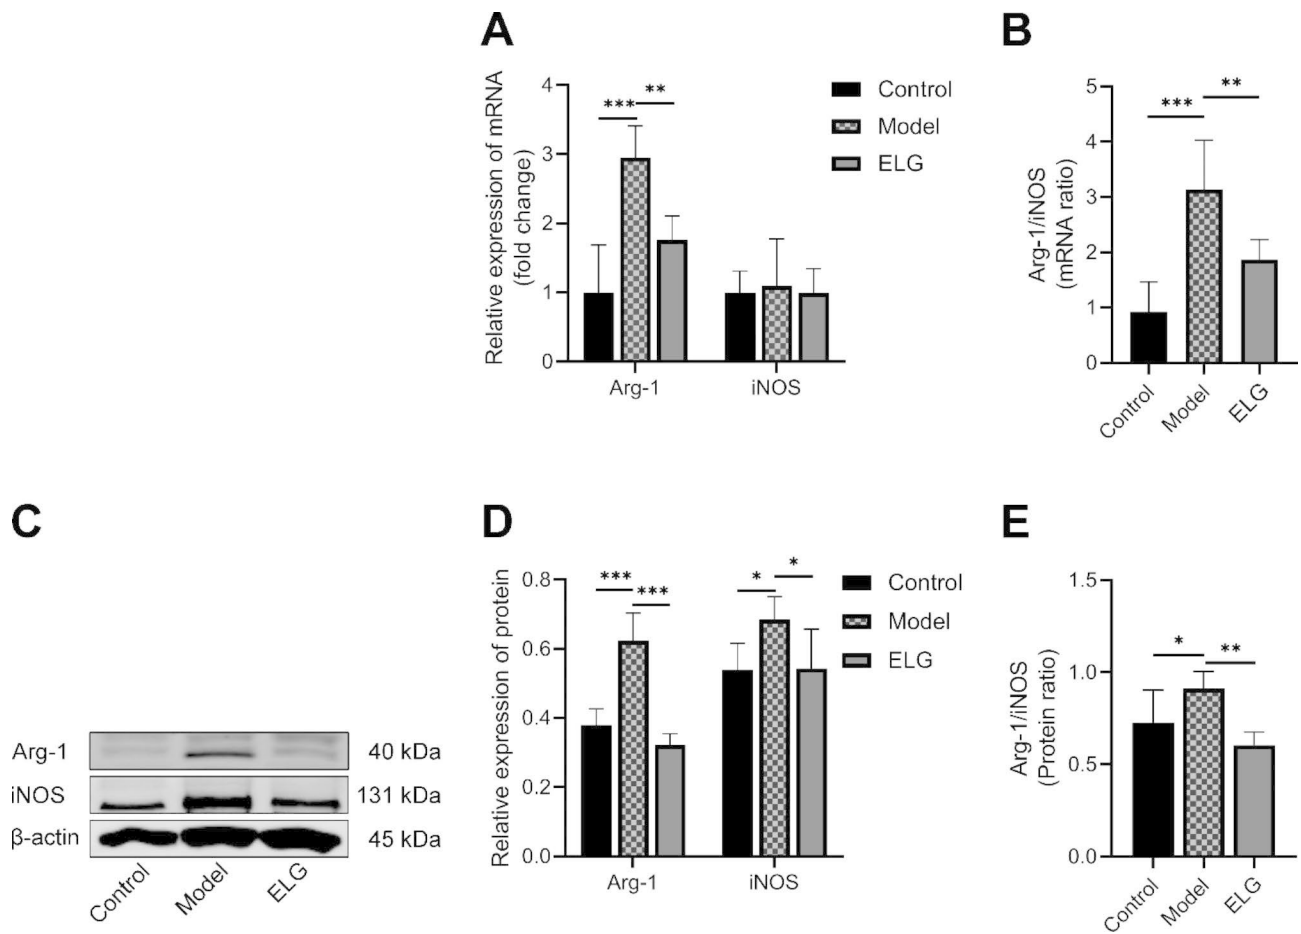 A
Relative expression of mRNA
(fold change)
4
3
2
1
0
***
**
Arg-1
iNOS
Control
Model
ELG
B
Arg-1/iNOS
(mRNA ratio)
5
4
3
2
1
0
***
**
Control
Model
ELG
C
Arg-1
40 kDa
iNOS
131 kDa
β-actin
45 kDa
Control
Model
ELG
D
Relative expression of protein
0.8
0.6
0.4
0.2
0.0
***
***
*
*
Arg-1
iNOS
Control
Model
ELG
E
Arg-1/iNOS
(Protein ratio)
1.5
1.0
0.5
0.0
*
**
Control
Model
ELG